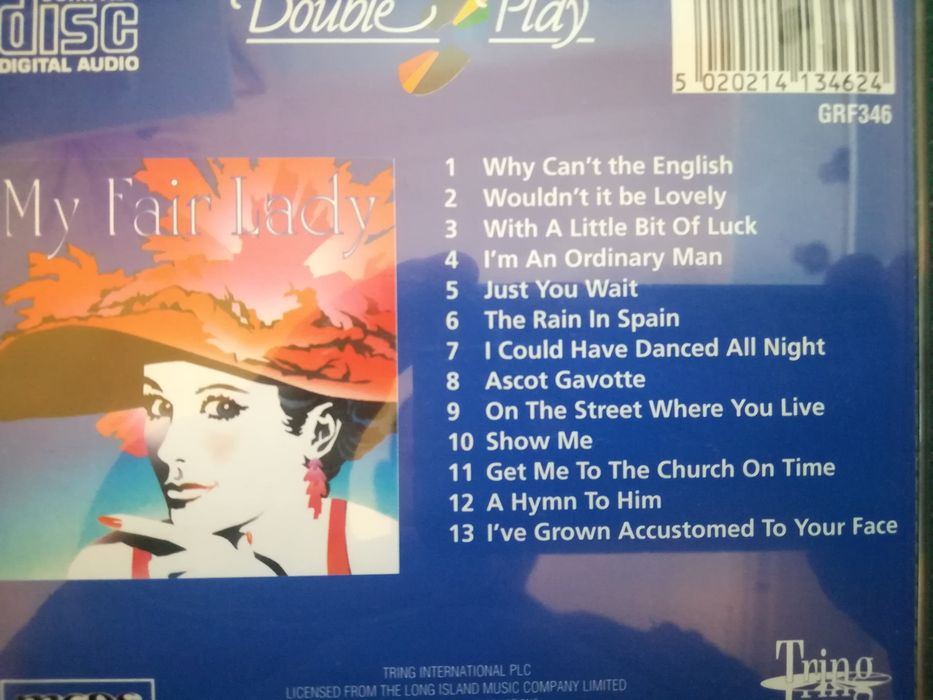 disc
DIGITAL AUDIO
Double Play
5 020214 134624
GRF346
My Fair Lady
1 Why Can't the English
2 Wouldn't it be Lovely
3 With A Little Bit Of Luck
4 I'm An Ordinary Man
5 Just You Wait
6 The Rain In Spain
7 I Could Have Danced All Night
8 Ascot Gavotte
9 On The Street Where You Live
10 Show Me
11 Get Me To The Church On Time
12 A Hymn To Him
13 I've Grown Accustomed To Your Face
Tring
TRING INTERNATIONAL PLC
LICENSED FROM THE LONG ISLAND MUSIC COMPANY LIMITED